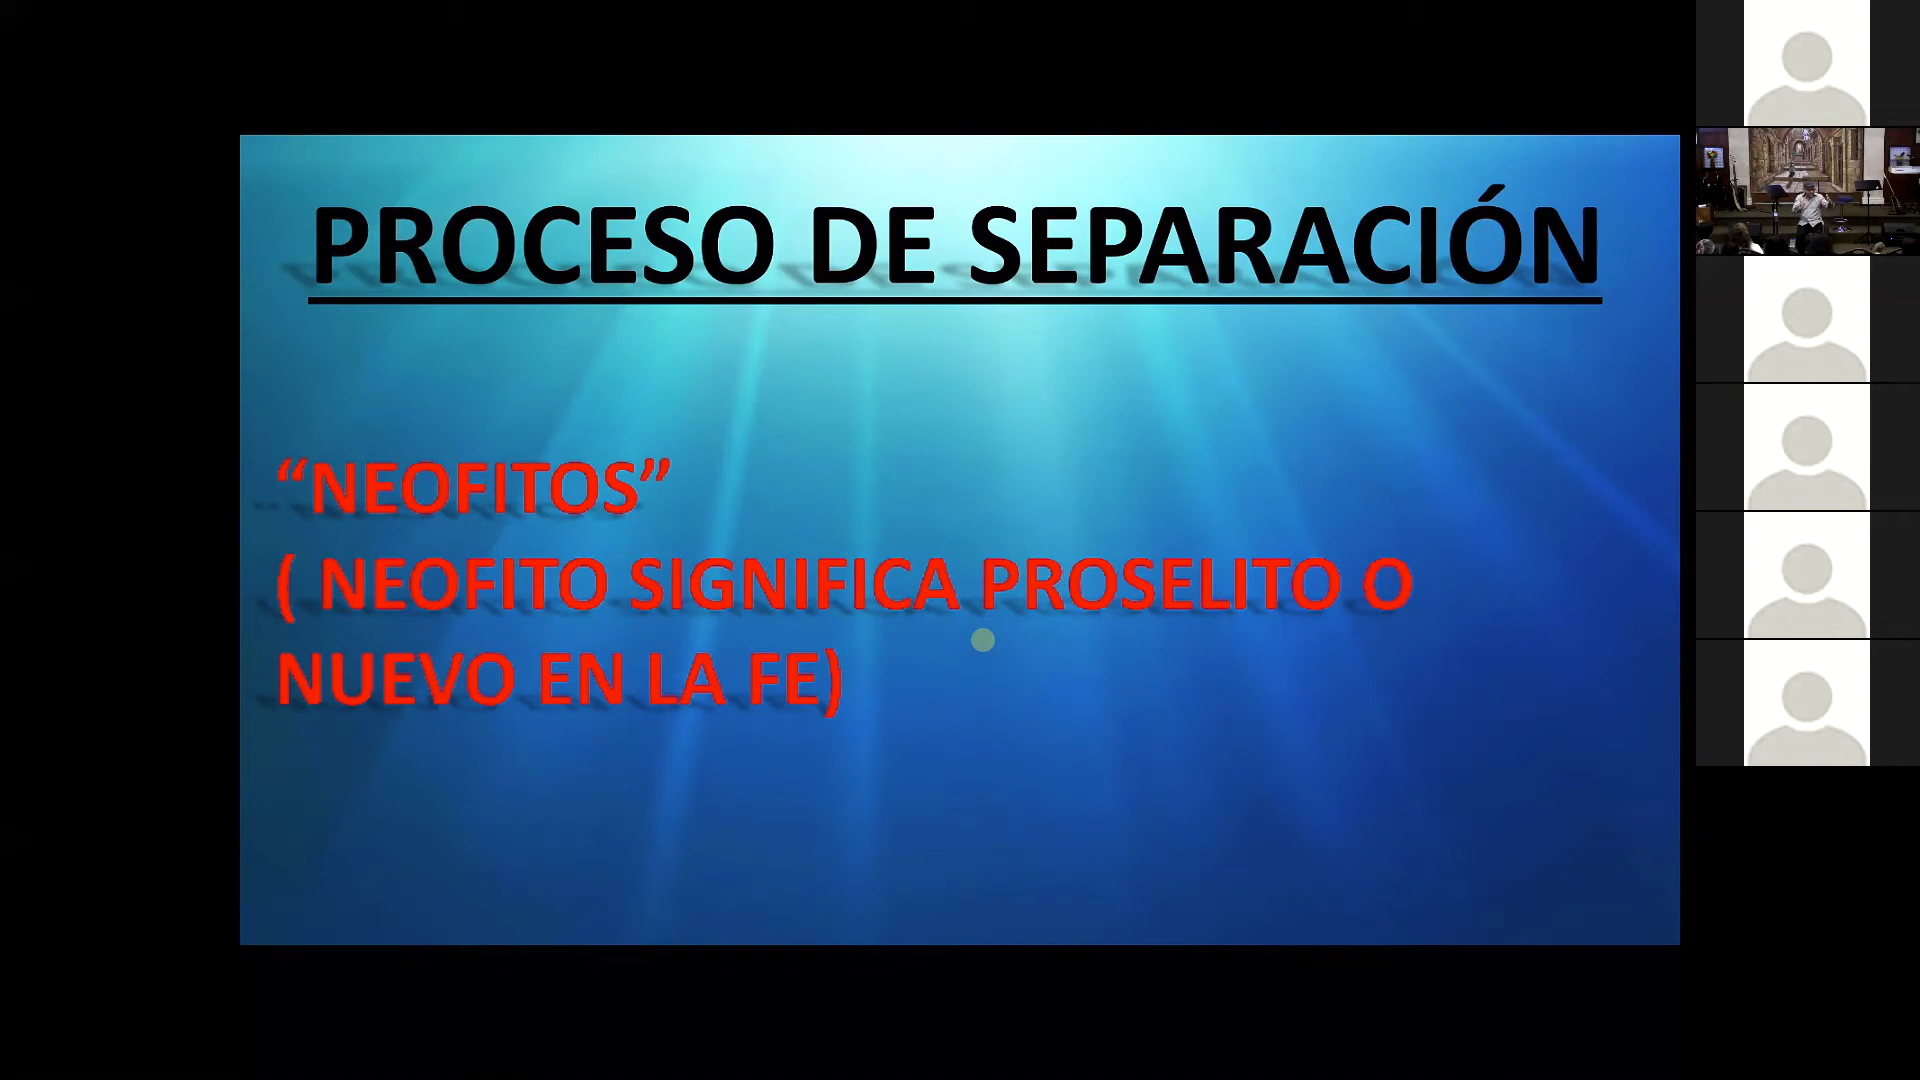 PROCESO DE SEPARACIÓN
“NEOFITOS”
( NEOFITO SIGNIFICA PROSELITO O
NUEVO EN LA FE)